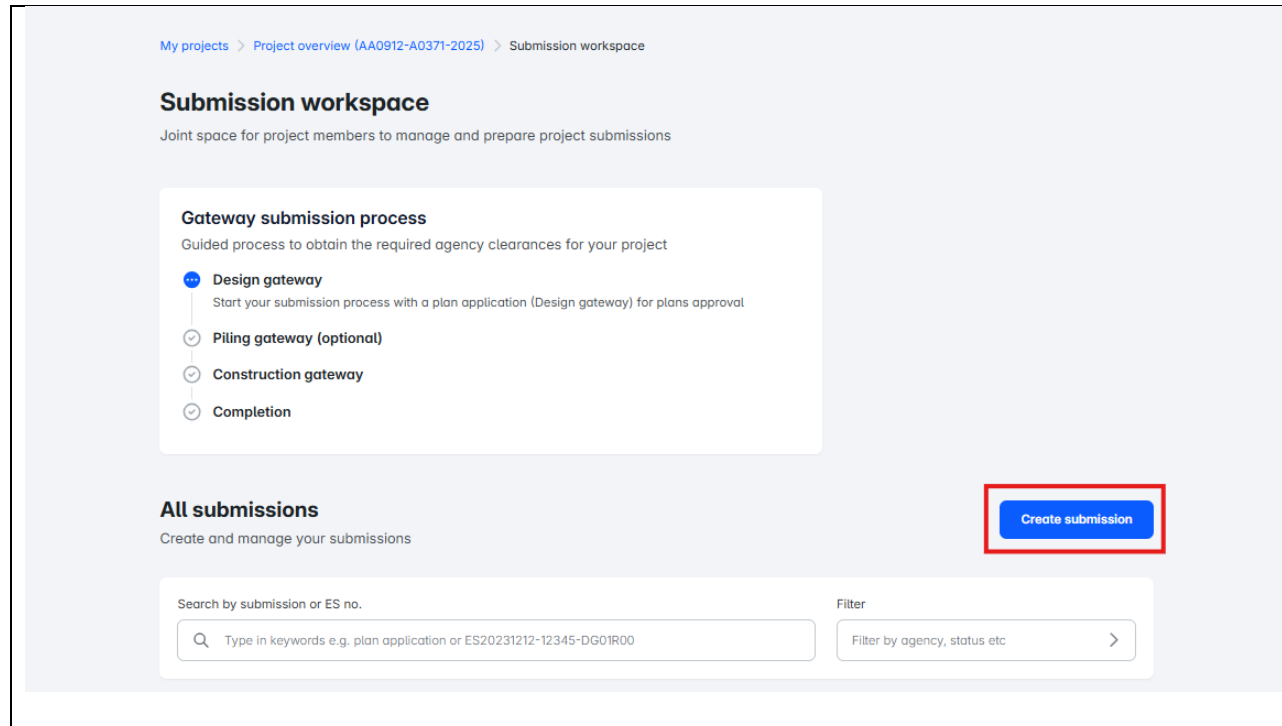 My projects > Project overview (AA0912-A0371-2025) > Submission workspace
Submission workspace
Joint space for project members to manage and prepare project submissions
Gateway submission process
Guided process to obtain the required agency clearances for your project
Design gateway
Start your submission process with a plan application (Design gateway) for plans approval
Piling gateway (optional)
Construction gateway
Completion
All submissions
Create and manage your submissions
Create submission
Search by submission or ES no.
Type in keywords e.g. plan application or ES20231212-12345-DG01R00
Filter
Filter by agency, status etc